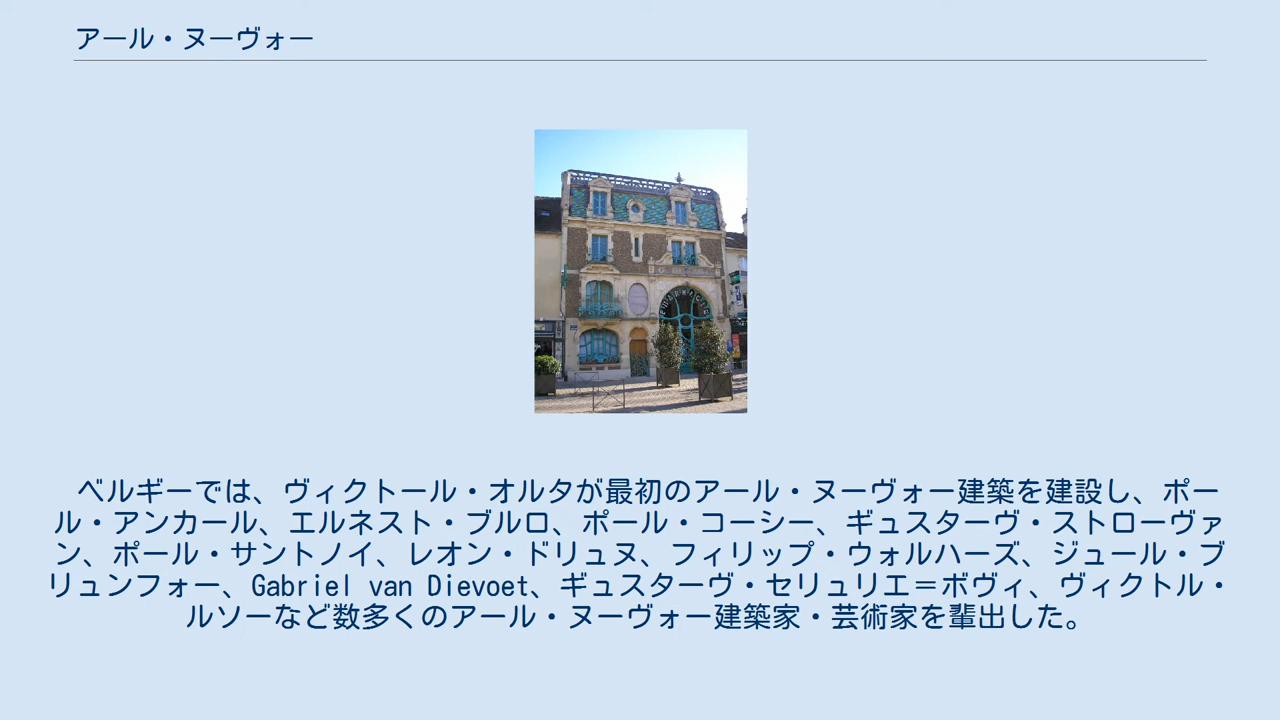 アール・ヌーヴォー
PHARMACIE
ベルギーでは、ヴィクトール・オルタが最初のアール・ヌーヴォー建築を建設し、ポー
ル・アンカール、エルネスト・ブルロ、ポール・コーシー、ギュスターヴ・ストローヴァ
ン、ポール・サントノイ、レオン・ドリュヌ、フィリップ・ウォルハーズ、ジュール・ブ
リュンフォー、Gabriel van Dievoet、ギュスターヴ・セリュリエ＝ボヴィ、ヴィクトル・
ルソーなど数多くのアール・ヌーヴォー建築家・芸術家を輩出した。